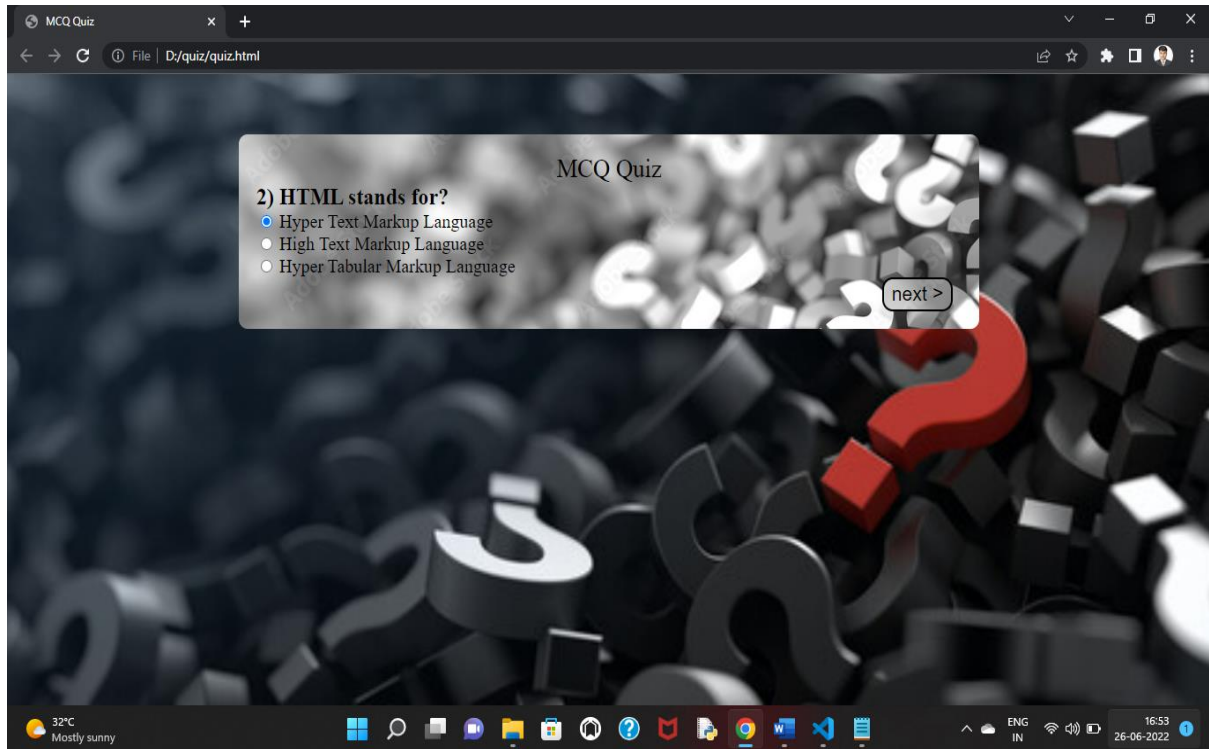 MCQ Quiz
File
D:/quiz/quiz.html
MCQ Quiz
2) HTML stands for?
Hyper Text Markup Language
High Text Markup Language
Hyper Tabular Markup Language
next >
32°C
Mostly sunny
ENG
IN
16:53
26-06-2022
1